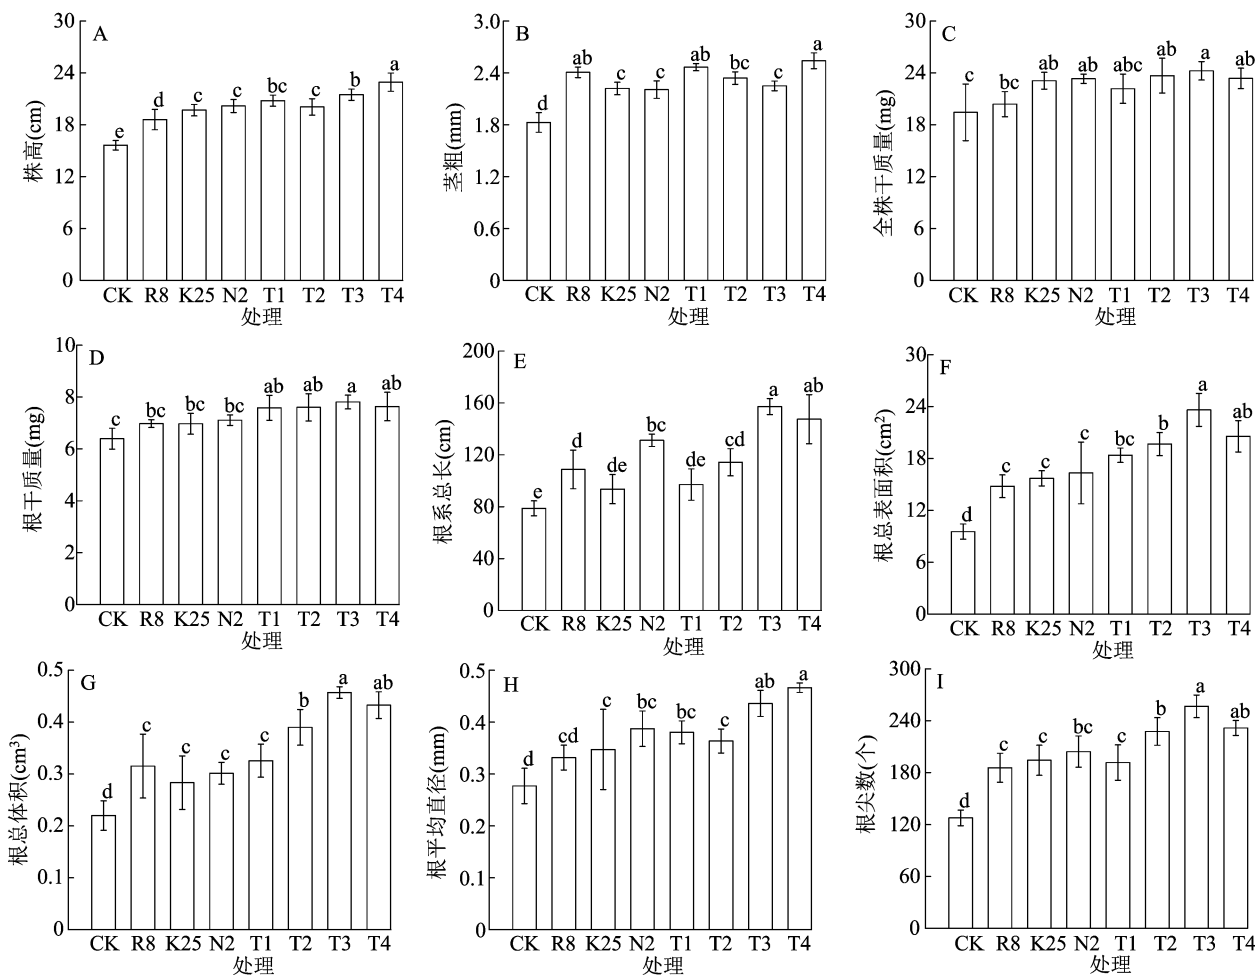 A
株高(cm)
30
24
18
12
6
0
e
d
c
c
bc
c
b
a
CK R8 K25 N2 T1 T2 T3 T4
处理
B
茎粗(mm)
3.0
2.4
1.8
1.2
0.6
0
d
ab
c
c
ab
bc
c
a
CK R8 K25 N2 T1 T2 T3 T4
处理
C
全株干质量(mg)
30
24
18
12
6
0
c
bc
ab
ab
abc
ab
a
ab
CK R8 K25 N2 T1 T2 T3 T4
处理
D
根干质量(mg)
10
8
6
4
2
0
c
bc
bc
bc
ab
ab
a
ab
CK R8 K25 N2 T1 T2 T3 T4
处理
E
根系总长(cm)
200
160
120
80
40
0
e
d
de
bc
de
cd
a
ab
CK R8 K25 N2 T1 T2 T3 T4
处理
F
根总表面积(cm²)
30
24
18
12
6
0
d
c
c
c
bc
b
a
ab
CK R8 K25 N2 T1 T2 T3 T4
处理
G
根总体积(cm³)
0.5
0.4
0.3
0.2
0.1
0
d
c
c
c
c
b
a
ab
CK R8 K25 N2 T1 T2 T3 T4
处理
H
根平均直径(mm)
0.5
0.4
0.3
0.2
0.1
0
d
cd
c
bc
bc
c
ab
a
CK R8 K25 N2 T1 T2 T3 T4
处理
I
根尖数(个)
300
240
180
120
60
0
d
c
c
bc
c
b
a
ab
CK R8 K25 N2 T1 T2 T3 T4
处理